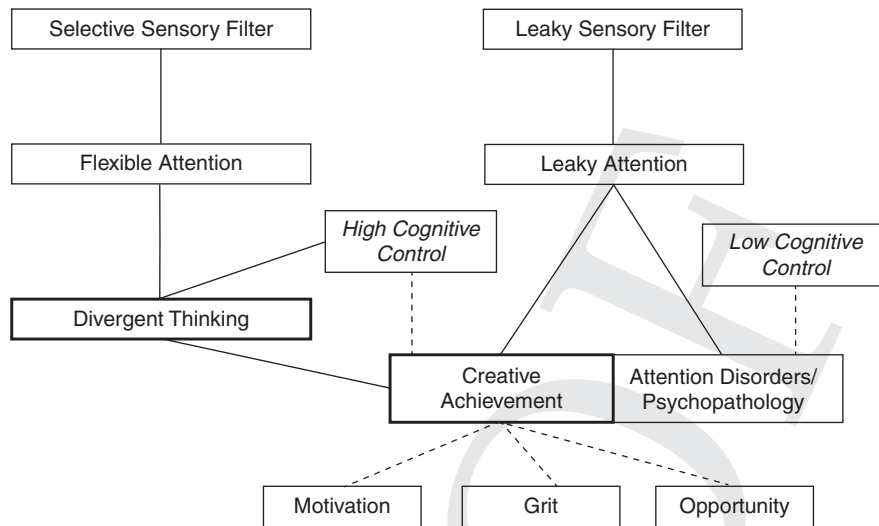 Selective Sensory Filter
Leaky Sensory Filter
Flexible Attention
Leaky Attention
High Cognitive
Control
Low Cognitive
Control
Divergent Thinking
Creative
Achievement
Attention Disorders/
Psychopathology
Motivation
Grit
Opportunity